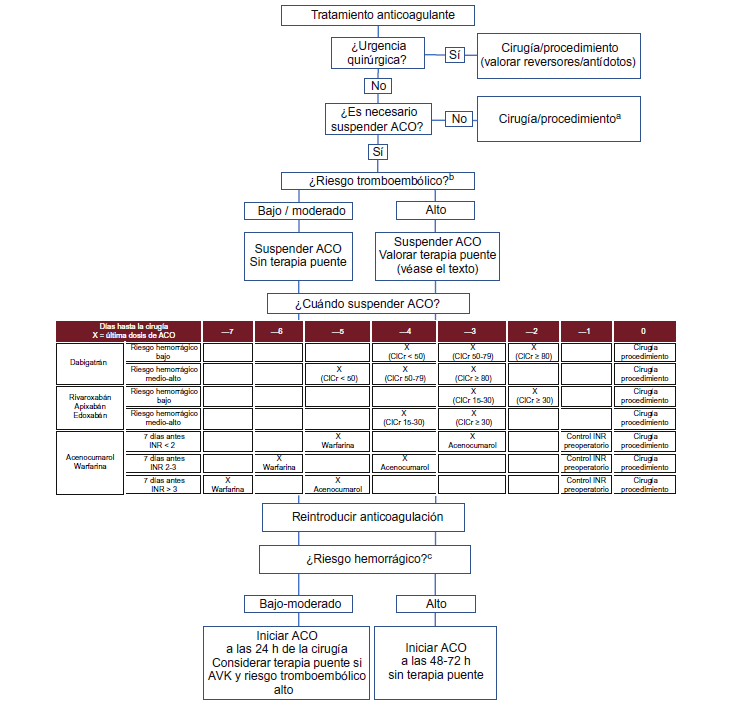 Tratamiento anticoagulante
¿Urgencia
quirúrgica?
Sí
Cirugía/procedimiento
(valorar reversores/antídotos)
No
¿Es necesario
suspender ACO?
No
Cirugía/procedimientoᵃ
Sí
¿Riesgo tromboembólico?ᵇ
Bajo / moderado
Alto
Suspender ACO
Sin terapia puente
Suspender ACO
Valorar terapia puente
(véase el texto)
¿Cuándo suspender ACO?
Días hasta la cirugía
X = última dosis de ACO
—7 —6 —5 —4 —3 —2 —1 0
Dabigatrán
Riesgo hemorrágico
bajo
X
(ClCr < 50)
X
(ClCr 50-79)
X
(ClCr ≥ 80)
Cirugía
procedimiento
Riesgo hemorrágico
medio-alto
X
(ClCr < 50)
X
(ClCr 50-79)
X
(ClCr ≥ 80)
Cirugía
procedimiento
Rivaroxabán
Apixabán
Edoxabán
Riesgo hemorrágico
bajo
X
(ClCr 15-30)
X
(ClCr ≥ 30)
Cirugía
procedimiento
Riesgo hemorrágico
medio-alto
X
(ClCr 15-30)
X
(ClCr ≥ 30)
Cirugía
procedimiento
Acenocumarol
Warfarina
7 días antes
INR < 2
X
Warfarina
X
Acenocumarol
Control INR
preoperatorio
Cirugía
procedimiento
7 días antes
INR 2-3
X
Warfarina
X
Acenocumarol
Control INR
preoperatorio
Cirugía
procedimiento
7 días antes
INR > 3
X
Warfarina
X
Acenocumarol
Control INR
preoperatorio
Cirugía
procedimiento
Reintroducir anticoagulación
¿Riesgo hemorrágico?ᶜ
Bajo-moderado
Alto
Iniciar ACO
a las 24 h de la cirugía
Considerar terapia puente si
AVK y riesgo tromboembólico
alto
Iniciar ACO
a las 48-72 h
sin terapia puente